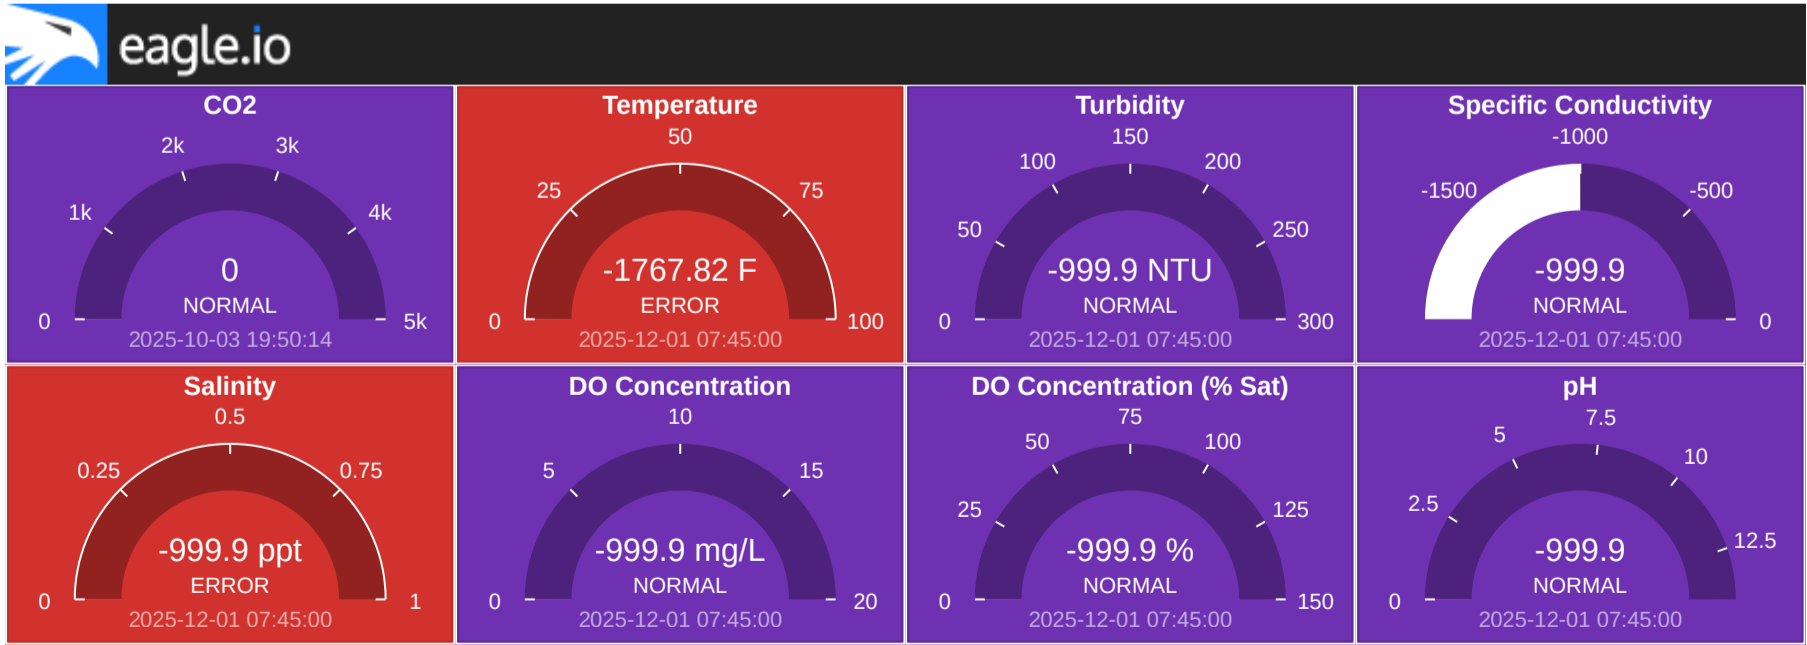 eagle.io
CO2
2k
3k
1k
4k
0
NORMAL
0
5k
2025-10-03 19:50:14
Temperature
50
25
75
-1767.82 F
ERROR
0
100
2025-12-01 07:45:00
Turbidity
150
100
200
50
250
-999.9 NTU
NORMAL
0
300
2025-12-01 07:45:00
Specific Conductivity
-1000
-1500
-500
-999.9
NORMAL
0
2025-12-01 07:45:00
Salinity
0.5
0.25
0.75
-999.9 ppt
ERROR
0
1
2025-12-01 07:45:00
DO Concentration
10
5
15
-999.9 mg/L
NORMAL
0
20
2025-12-01 07:45:00
DO Concentration (% Sat)
75
50
100
25
125
-999.9 %
NORMAL
0
150
2025-12-01 07:45:00
pH
7.5
5
10
2.5
12.5
-999.9
NORMAL
0
2025-12-01 07:45:00